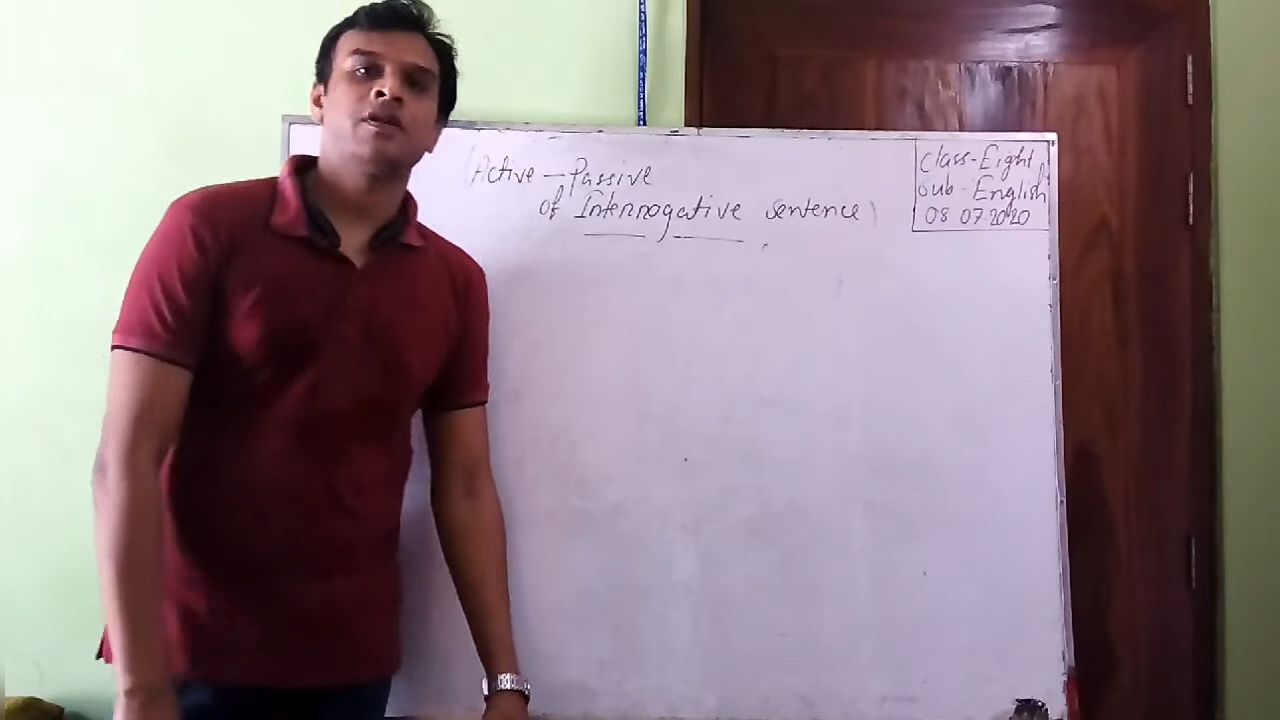 Active - Passive
of Interrogative sentence
Class-Eight
Sub-English
08 07 2020